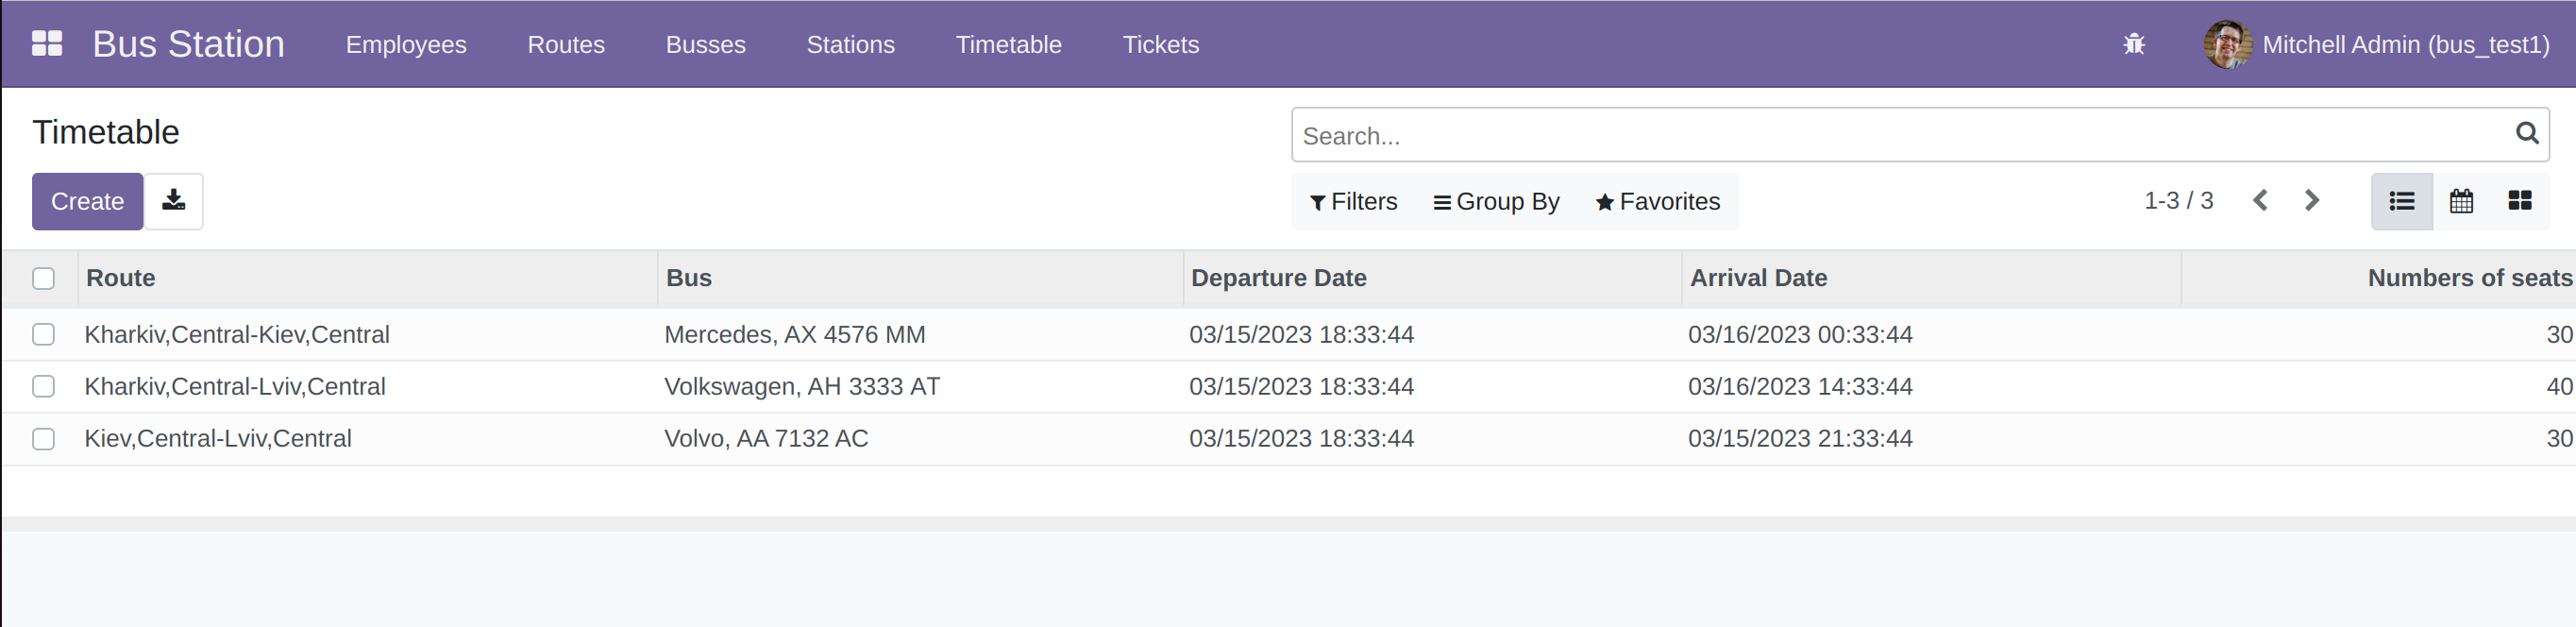 Bus Station Employees Routes Busses Stations Timetable Tickets Mitchell Admin (bus_test1)
Timetable
Search...
Create Filters Group By Favorites 1-3 / 3
Route Bus Departure Date Arrival Date Numbers of seats
Kharkiv,Central-Kiev,Central Mercedes, AX 4576 MM 03/15/2023 18:33:44 03/16/2023 00:33:44 30
Kharkiv,Central-Lviv,Central Volkswagen, AH 3333 AT 03/15/2023 18:33:44 03/16/2023 14:33:44 40
Kiev,Central-Lviv,Central Volvo, AA 7132 AC 03/15/2023 18:33:44 03/15/2023 21:33:44 30